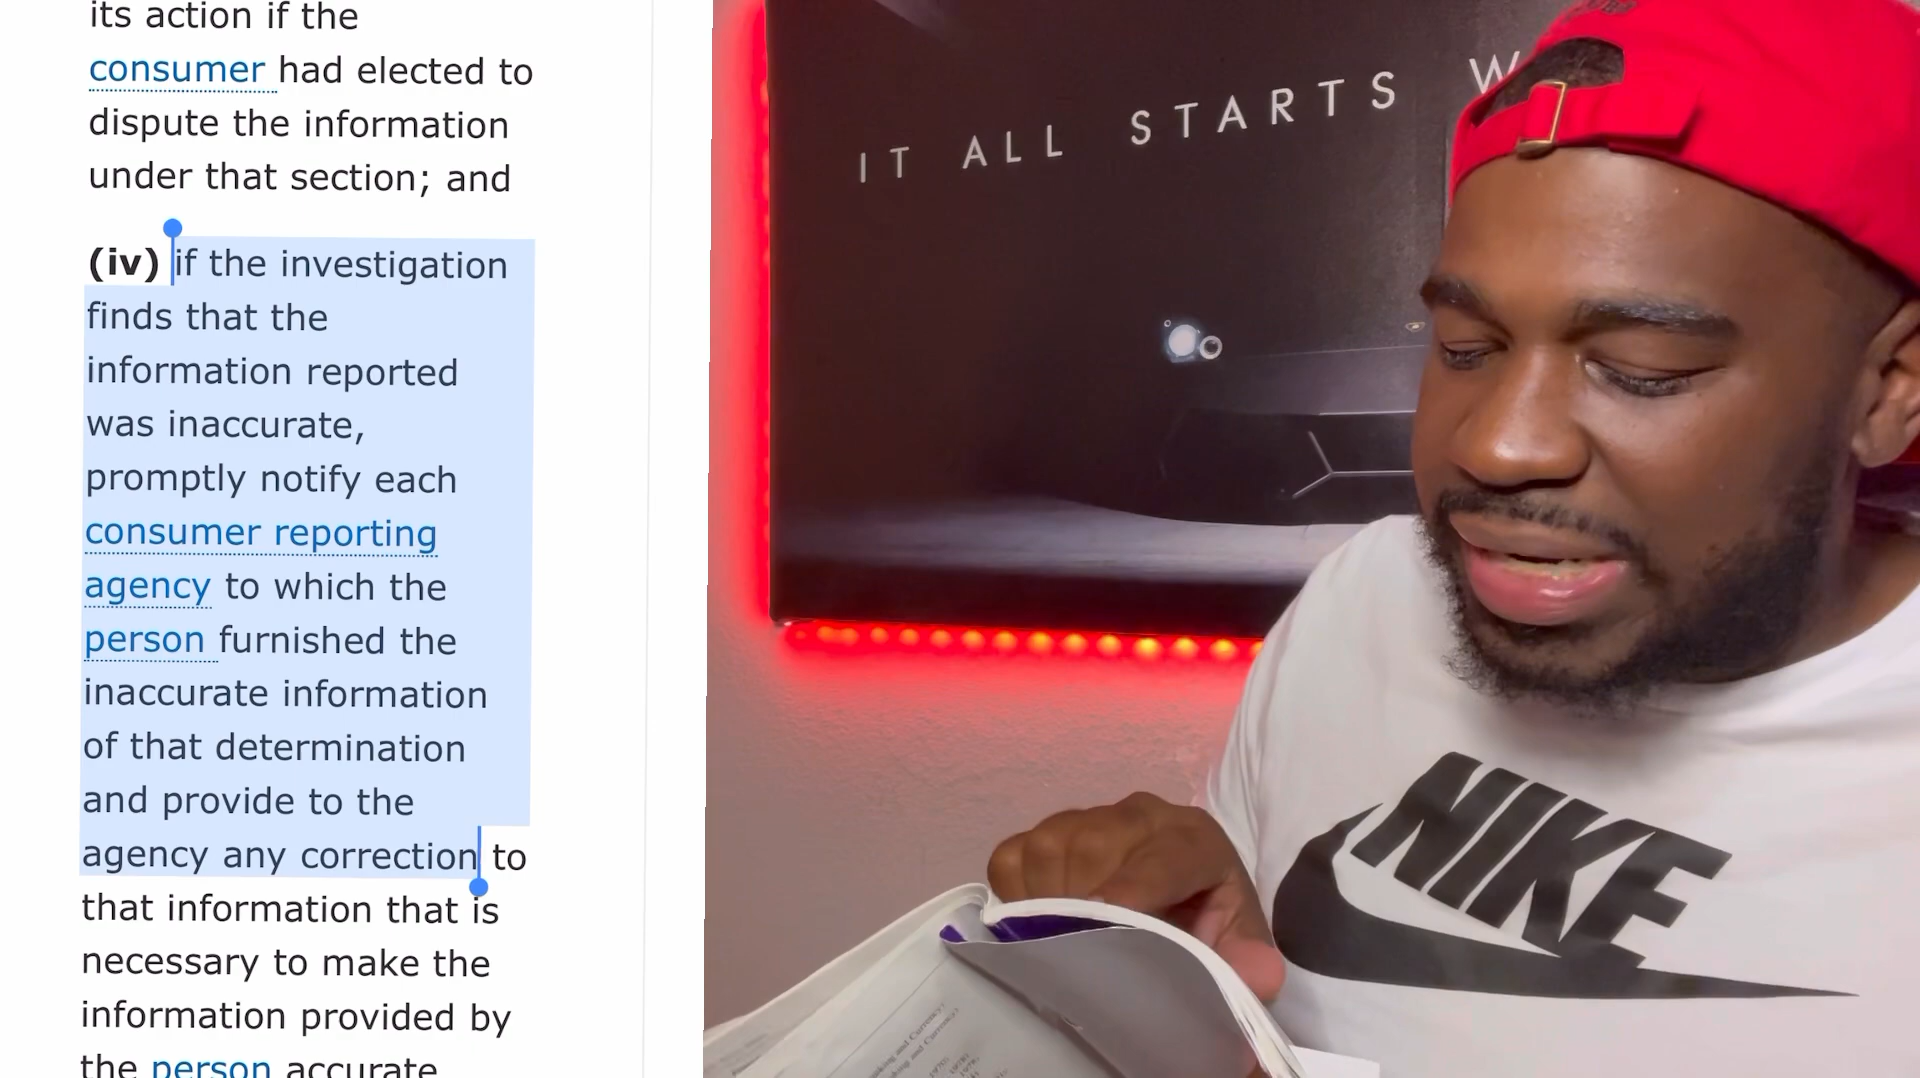 its action if the
consumer had elected to
dispute the information
under that section; and
(iv) if the investigation
finds that the
information reported
was inaccurate,
promptly notify each
consumer reporting
agency to which the
person furnished the
inaccurate information
of that determination
and provide to the
agency any correction to
that information that is
necessary to make the
information provided by
the person accurate
IT ALL STARTS W
NIKE